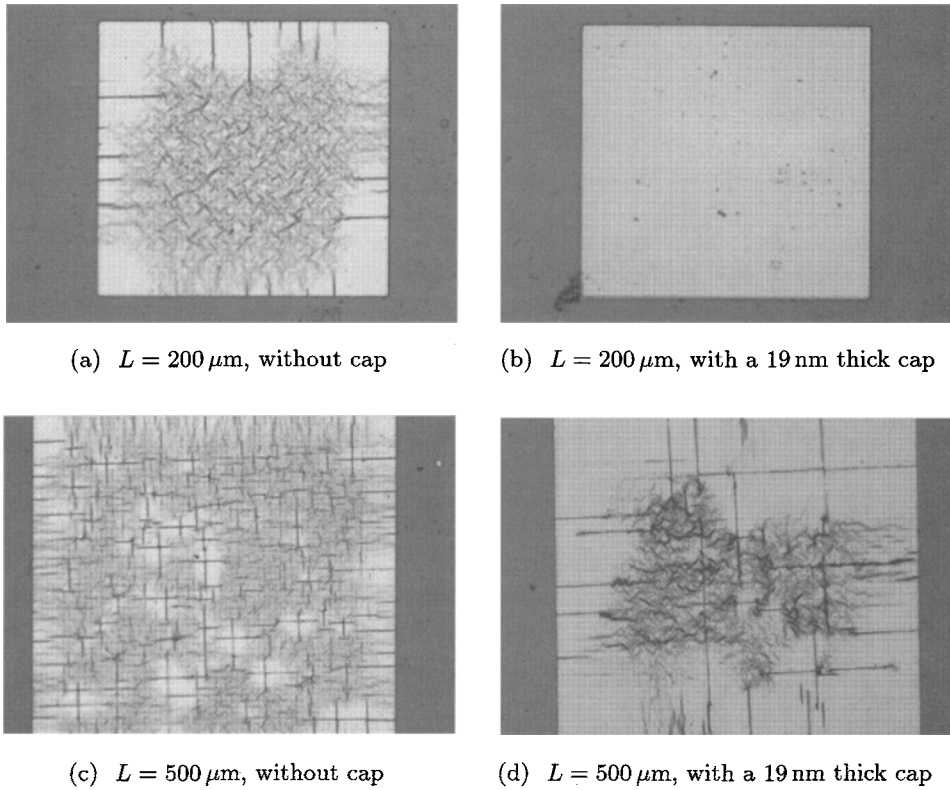 (a) L = 200 μm, without cap
(b) L = 200 μm, with a 19 nm thick cap
(c) L = 500 μm, without cap
(d) L = 500 μm, with a 19 nm thick cap